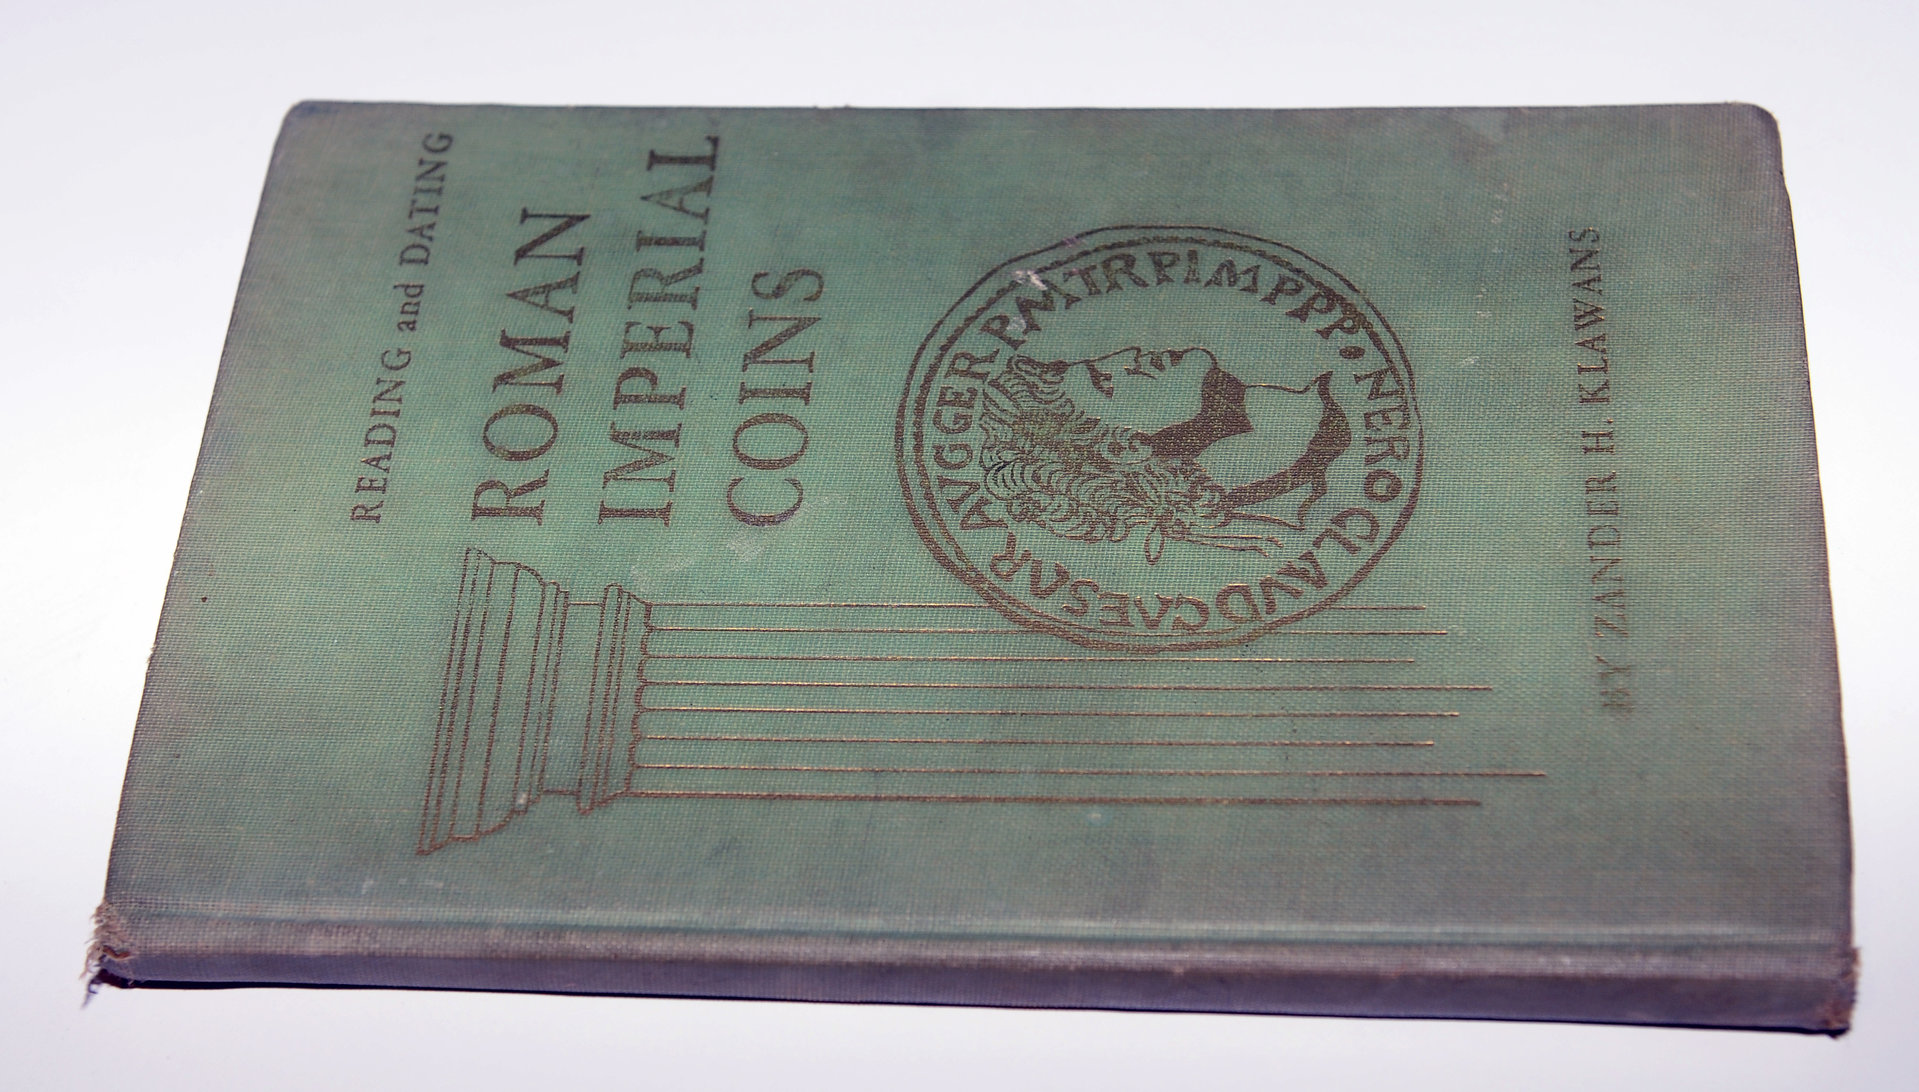 READING and DATING
ROMAN
IMPERIAL
COINS
NERO CLAVD CAESAR AVG GER P M TR P IMP P P P •
BY ZANDER H. KLAWANS